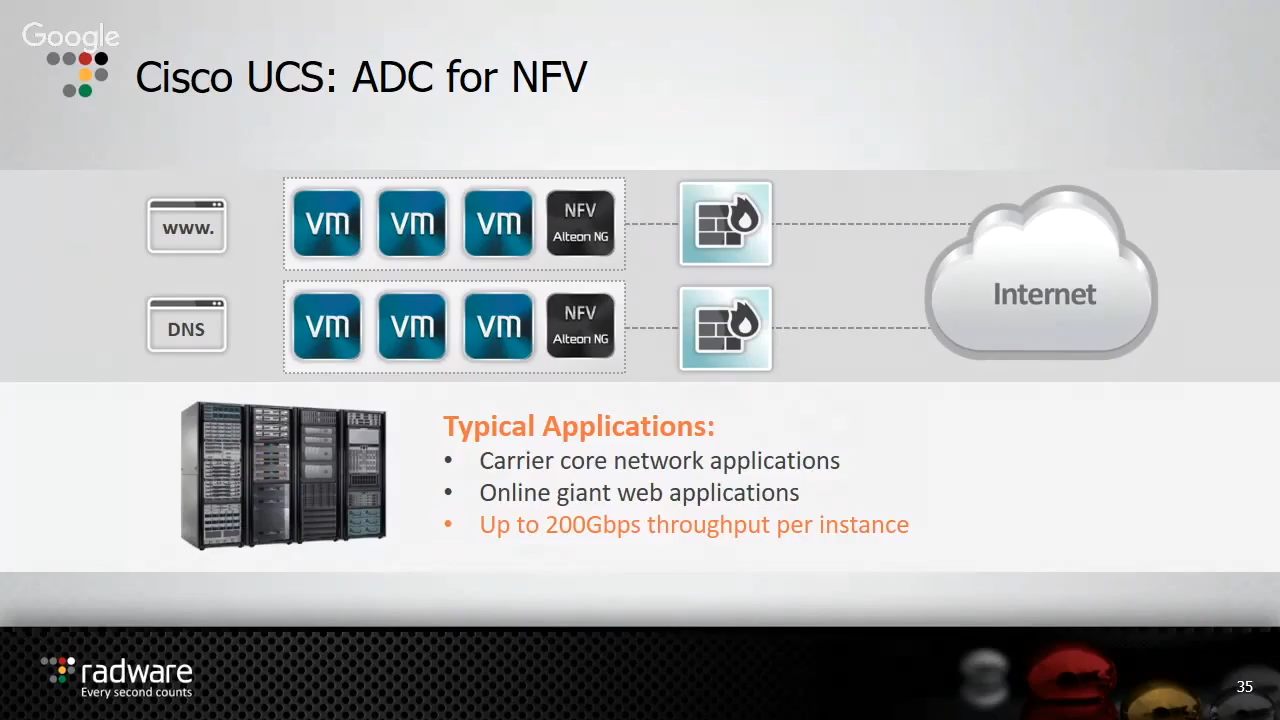 Google
Cisco UCS: ADC for NFV
www.
vm
vm
vm
NFV
Alteon NG
Internet
DNS
vm
vm
vm
NFV
Alteon NG
Typical Applications:
• Carrier core network applications
• Online giant web applications
• Up to 200Gbps throughput per instance
radware
Every second counts
35